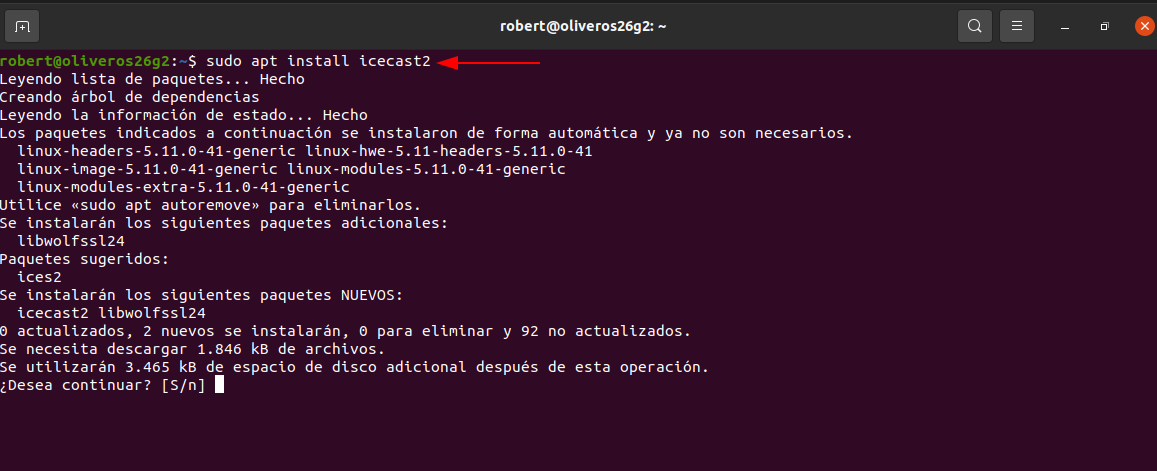 robert@oliveros26g2: ~
robert@oliveros26g2:~$ sudo apt install icecast2
Leyendo lista de paquetes... Hecho
Creando árbol de dependencias
Leyendo la información de estado... Hecho
Los paquetes indicados a continuación se instalaron de forma automática y ya no son necesarios.
  linux-headers-5.11.0-41-generic linux-hwe-5.11-headers-5.11.0-41
  linux-image-5.11.0-41-generic linux-modules-5.11.0-41-generic
  linux-modules-extra-5.11.0-41-generic
Utilice «sudo apt autoremove» para eliminarlos.
Se instalarán los siguientes paquetes adicionales:
  libwolfssl24
Paquetes sugeridos:
  ices2
Se instalarán los siguientes paquetes NUEVOS:
  icecast2 libwolfssl24
0 actualizados, 2 nuevos se instalarán, 0 para eliminar y 92 no actualizados.
Se necesita descargar 1.846 kB de archivos.
Se utilizarán 3.465 kB de espacio de disco adicional después de esta operación.
¿Desea continuar? [S/n]